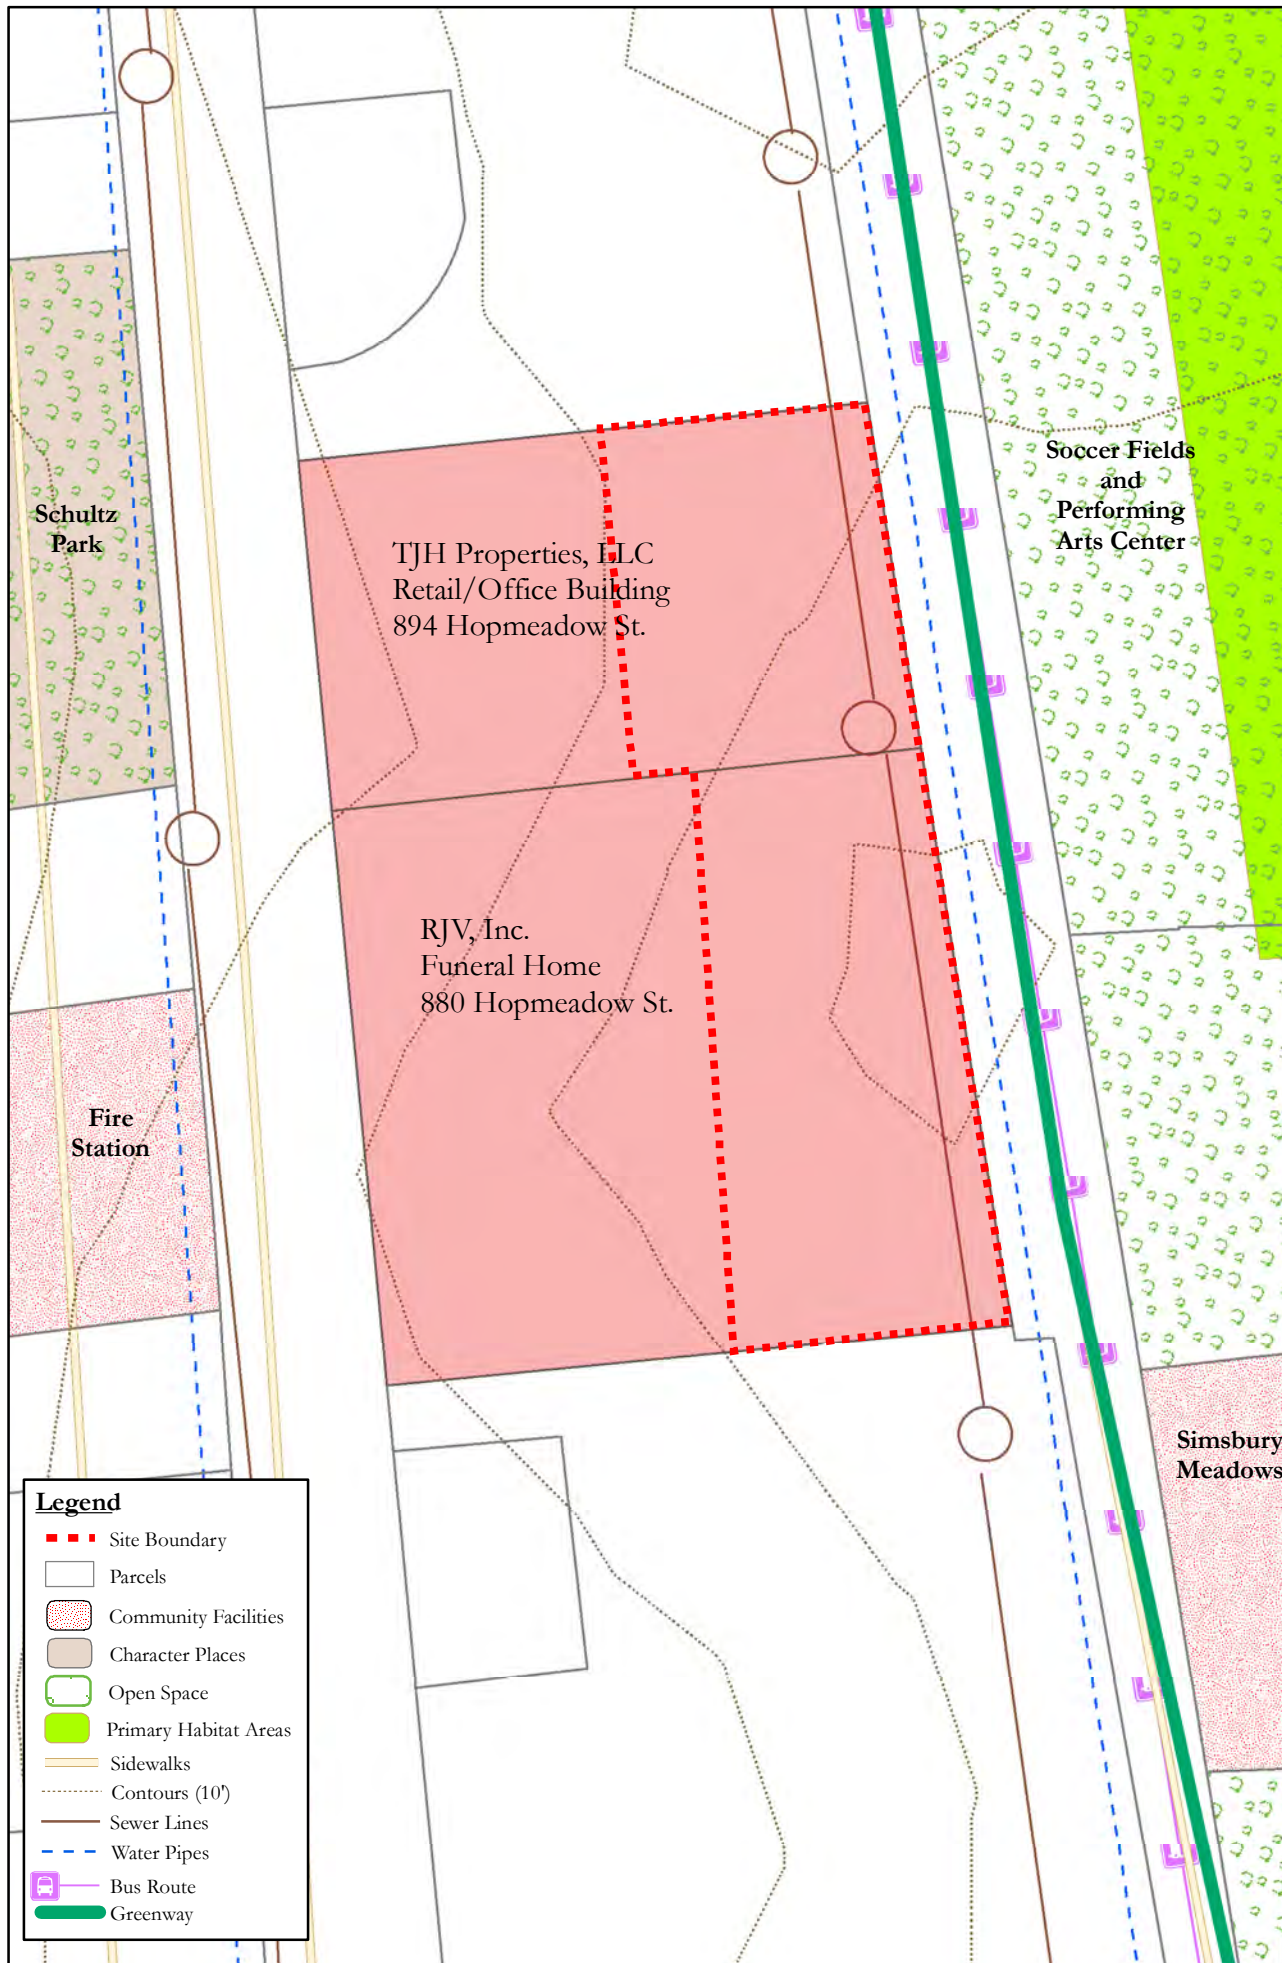 Soccer Fields
and
Performing
Arts Center
Schultz
Park
TJH Properties, LLC
Retail/Office Building
894 Hopmeadow St.
RJV, Inc.
Funeral Home
880 Hopmeadow St.
Fire
Station
Simsbury
Meadows
Legend
Site Boundary
Parcels
Community Facilities
Character Places
Open Space
Primary Habitat Areas
Sidewalks
Contours (10')
Sewer Lines
Water Pipes
Bus Route
Greenway